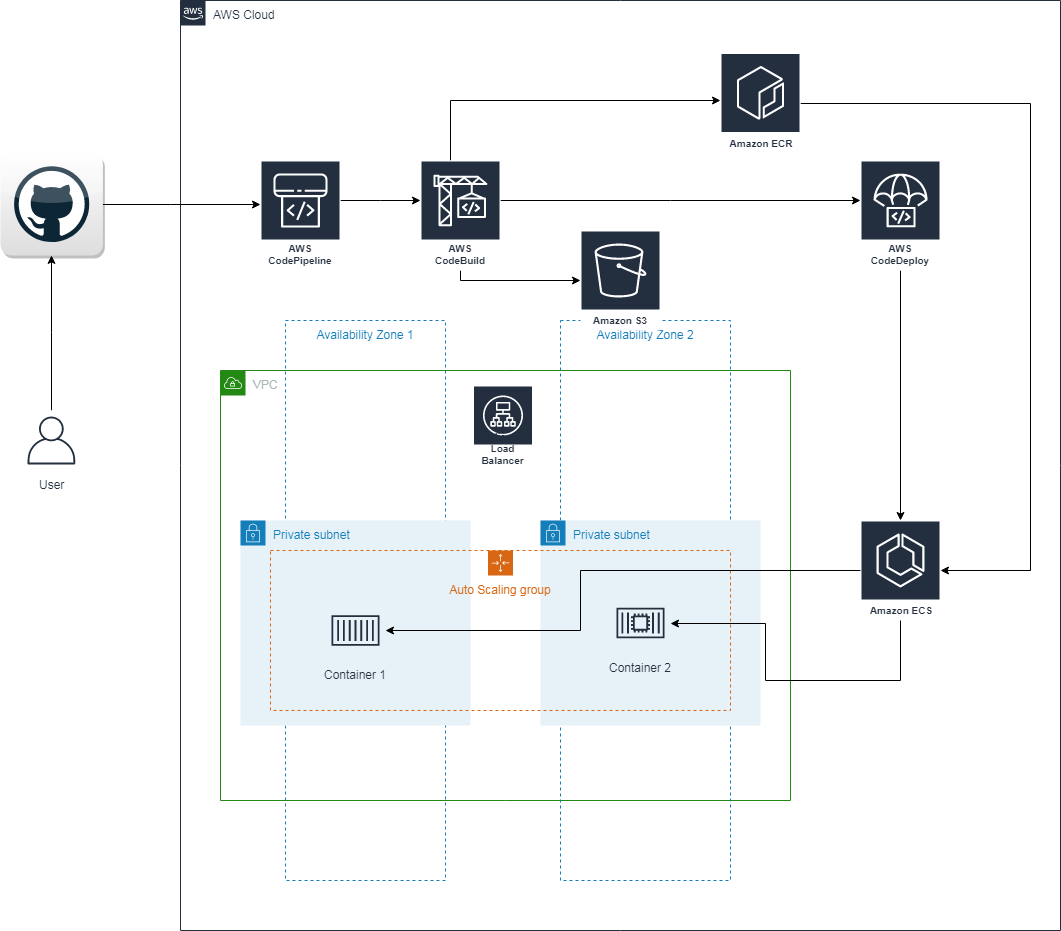 aws
AWS Cloud
Amazon ECR
AWS
CodePipeline
AWS
CodeBuild
AWS
CodeDeploy
Amazon S3
Availability Zone 1
Availability Zone 2
VPC
Load
Balancer
User
Private subnet
Private subnet
Auto Scaling group
Amazon ECS
Container 1
Container 2